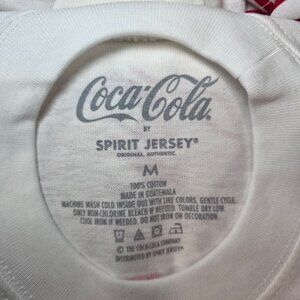 Coca-Cola
BY
SPIRIT JERSEY®
ORIGINAL. AUTHENTIC.
M
100% COTTON
MADE IN GUATEMALA
MACHINE WASH COLD INSIDE OUT WITH LIKE COLORS, GENTLE CYCLE.
ONLY NON-CHLORINE BLEACH IF NEEDED. TUMBLE DRY LOW.
COOL IRON IF NEEDED. DO NOT IRON ON DECORATION.
© THE COCA-COLA COMPANY
DISTRIBUTED BY SPIRIT JERSEY®